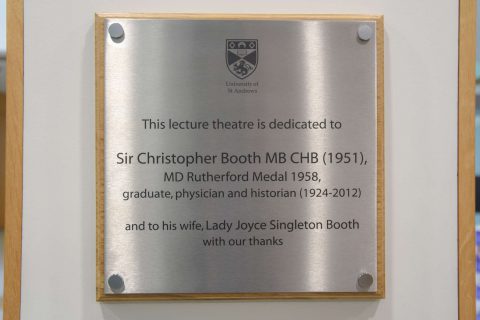 University of
St Andrews
This lecture theatre is dedicated to
Sir Christopher Booth MB CHB (1951),
MD Rutherford Medal 1958,
graduate, physician and historian (1924-2012)
and to his wife, Lady Joyce Singleton Booth
with our thanks